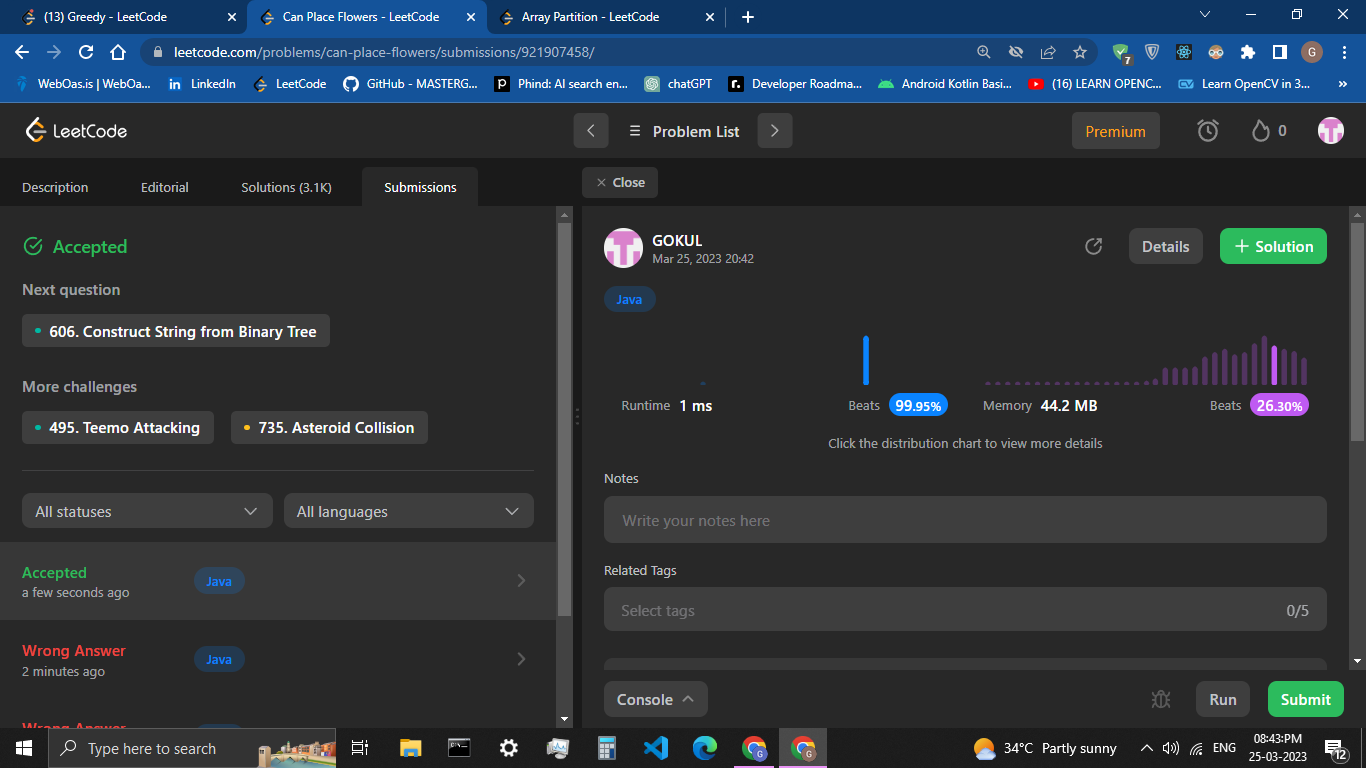 (13) Greedy - LeetCode
Can Place Flowers - LeetCode
Array Partition - LeetCode
leetcode.com/problems/can-place-flowers/submissions/921907458/
7
G
WebOas.is | WebOa...
LinkedIn
LeetCode
GitHub - MASTERG...
Phind: AI search en...
chatGPT
Developer Roadma...
Android Kotlin Basi...
(16) LEARN OPENC...
Learn OpenCV in 3...
»
LeetCode
Problem List
Premium
0
Description
Editorial
Solutions (3.1K)
Submissions
Close
Accepted
Next question
606. Construct String from Binary Tree
More challenges
495. Teemo Attacking
735. Asteroid Collision
All statuses
All languages
Accepted
a few seconds ago
Java
Wrong Answer
2 minutes ago
Java
Wrong Answer
GOKUL
Mar 25, 2023 20:42
Details
+ Solution
Java
Runtime 1 ms
Beats 99.95%
Memory 44.2 MB
Beats 26.30%
Click the distribution chart to view more details
Notes
Write your notes here
Related Tags
Select tags
0/5
Console
Run
Submit
Type here to search
34°C Partly sunny
ENG
08:43:PM
25-03-2023
12